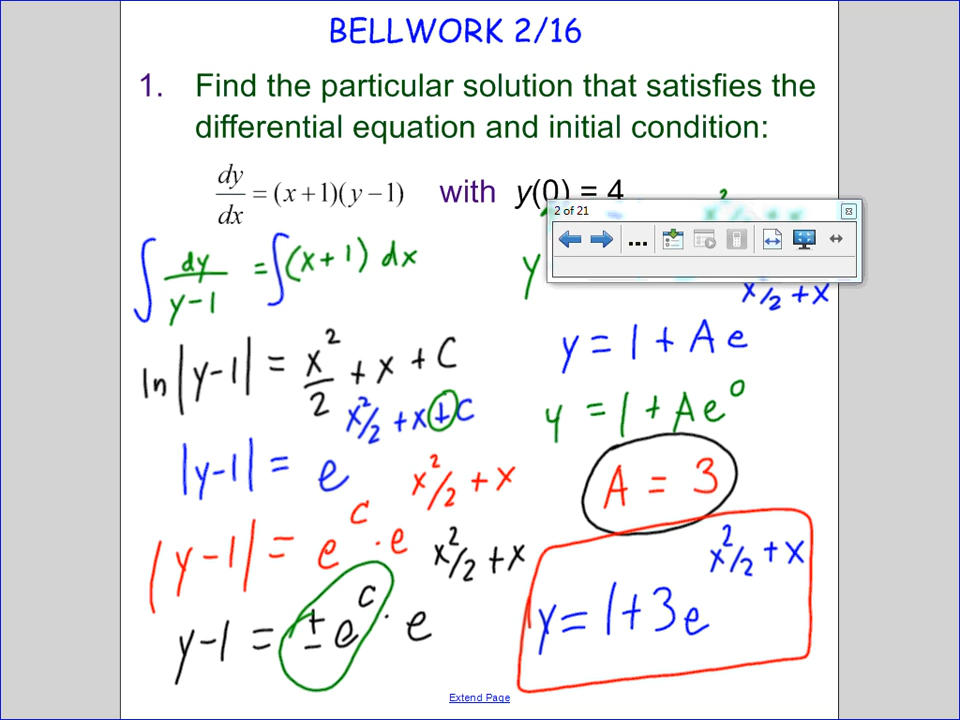 BELLWORK 2/16
1. Find the particular solution that satisfies the
differential equation and initial condition:
dy/dx = (x+1)(y−1) with y(0) = 4
2 of 21
∫ dy/(y−1) = ∫(x+1) dx
ln|y−1| = x²/2 + x + C
|y−1| = e^(x²/2 + x + C)
|y−1| = e^C · e^(x²/2 + x)
y−1 = ±e^C · e^(x²/2 + x)
y
y = 1 + Ae^(x²/2 + x)
y = 1 + Ae^0
A = 3
y = 1 + 3e^(x²/2 + x)
Extend Page